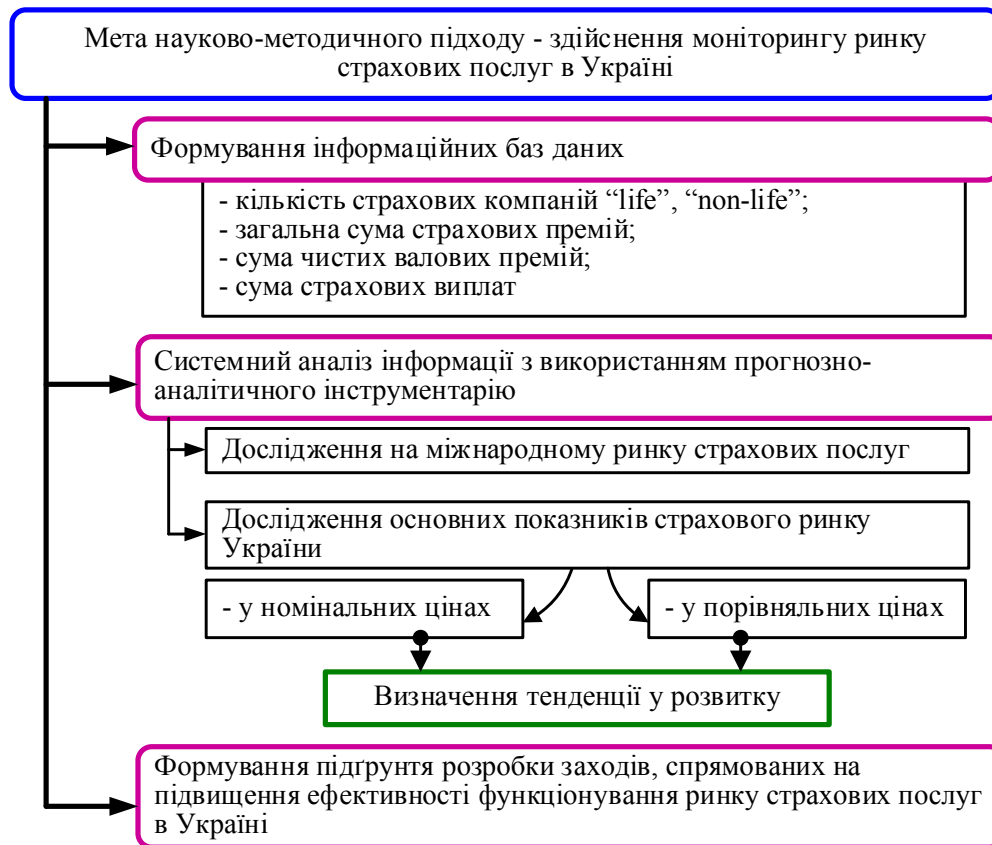 Мета науково-методичного підходу - здійснення моніторингу ринку
страхових послуг в Україні
Формування інформаційних баз даних
- кількість страхових компаній “life”, “non-life”;
- загальна сума страхових премій;
- сума чистих валових премій;
- сума страхових виплат
Системний аналіз інформації з використанням прогнозно-
аналітичного інструментарію
Дослідження на міжнародному ринку страхових послуг
Дослідження основних показників страхового ринку
України
- у номінальних цінах
- у порівняльних цінах
Визначення тенденції у розвитку
Формування підґрунтя розробки заходів, спрямованих на
підвищення ефективності функціонування ринку страхових послуг
в Україні